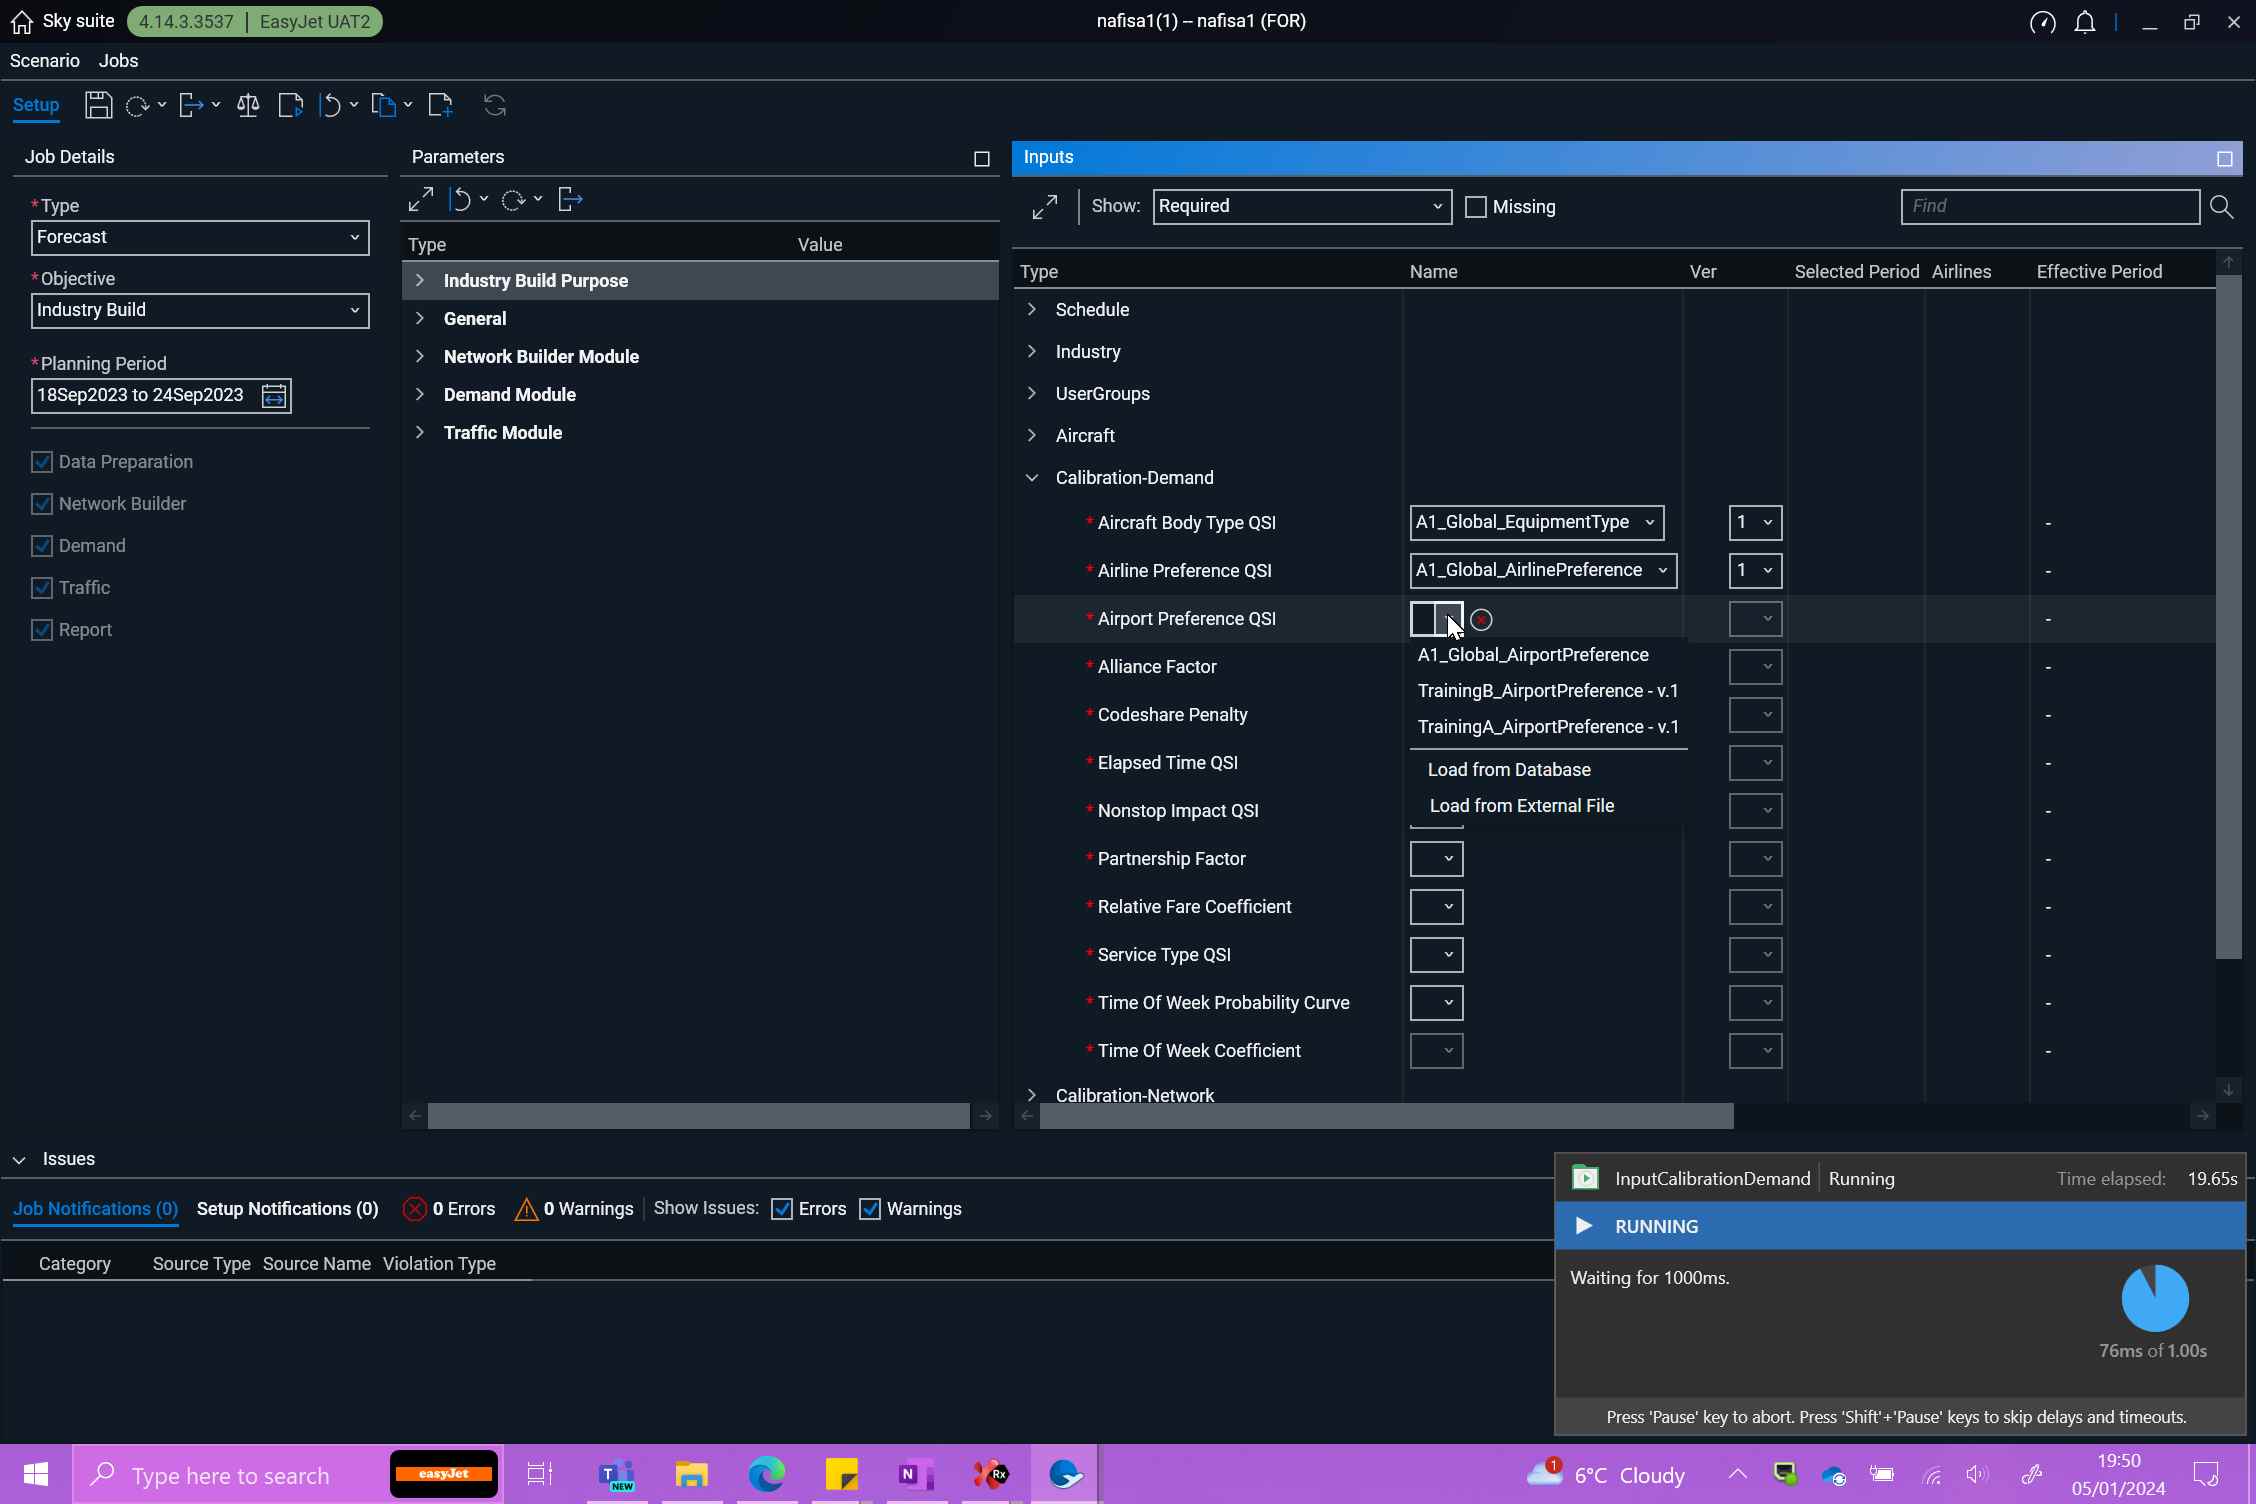 Sky suite 4.14.3.3537 | EasyJet UAT2 nafisa1(1) – nafisa1 (FOR)
Scenario Jobs
Setup
Job Details
*Type
Forecast
*Objective
Industry Build
*Planning Period
18Sep2023 to 24Sep2023
Data Preparation
Network Builder
Demand
Traffic
Report
Parameters
Type Value
Industry Build Purpose
General
Network Builder Module
Demand Module
Traffic Module
Inputs
Show: Required Missing Find
Type Name Ver Selected Period Airlines Effective Period
Schedule
Industry
UserGroups
Aircraft
Calibration-Demand
* Aircraft Body Type QSI A1_Global_EquipmentType 1 -
* Airline Preference QSI A1_Global_AirlinePreference 1 -
* Airport Preference QSI -
A1_Global_AirportPreference
TrainingB_AirportPreference - v.1
TrainingA_AirportPreference - v.1
Load from Database
Load from External File
* Alliance Factor -
* Codeshare Penalty -
* Elapsed Time QSI -
* Nonstop Impact QSI -
* Partnership Factor -
* Relative Fare Coefficient -
* Service Type QSI -
* Time Of Week Probability Curve -
* Time Of Week Coefficient -
Calibration-Network
Issues
Job Notifications (0) Setup Notifications (0) 0 Errors 0 Warnings Show Issues: Errors Warnings
Category Source Type Source Name Violation Type
InputCalibrationDemand Running Time elapsed: 19.65s
RUNNING
Waiting for 1000ms.
76ms of 1.00s
Press 'Pause' key to abort. Press 'Shift'+'Pause' keys to skip delays and timeouts.
Type here to search easyJet T NEW N Rx 1 6°C Cloudy 19:50
05/01/2024